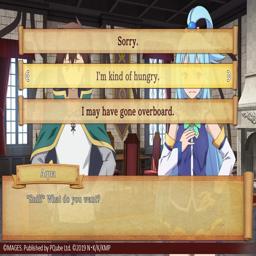 Sorry.
I'm kind of hungry.
I may have gone overboard.
Aqua
*Sniff* What do you want?
©MAGES. Published by PQube Ltd. ©2019 N・K/K/KMP